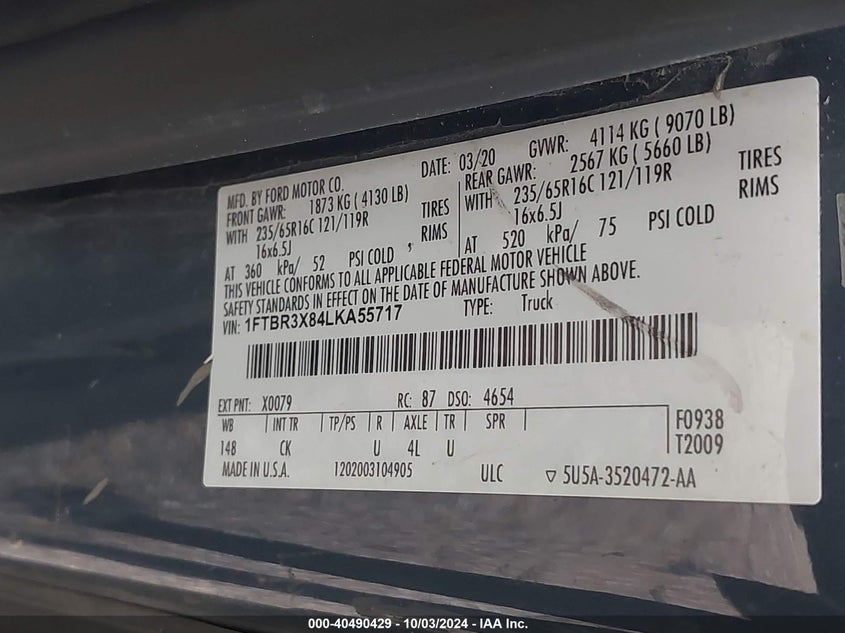 MFD. BY FORD MOTOR CO. DATE: 03/20 GVWR: 4114 KG ( 9070 LB)
FRONT GAWR: 1873 KG ( 4130 LB) REAR GAWR: 2567 KG ( 5660 LB)
WITH 235/65R16C 121/119R TIRES WITH 235/65R16C 121/119R TIRES
16x6.5J RIMS 16x6.5J RIMS
AT 360 kPa/ 52 PSI COLD , AT 520 kPa/ 75 PSI COLD
THIS VEHICLE CONFORMS TO ALL APPLICABLE FEDERAL MOTOR VEHICLE
SAFETY STANDARDS IN EFFECT ON THE DATE OF MANUFACTURE SHOWN ABOVE.
VIN: 1FTBR3X84LKA55717 TYPE: Truck
EXT PNT: X0079 RC: 87 DSO: 4654
WB INT TR TP/PS R AXLE TR SPR F0938
148 CK U 4L U T2009
MADE IN U.S.A. 1202003104905 ULC ▽ 5U5A-3520472-AA
000-40490429 - 10/03/2024 - IAA Inc.